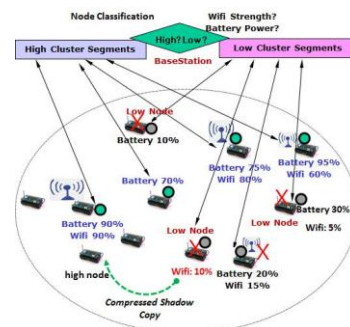 Node Classification
Wifi Strength?
Battery Power?
High Cluster Segments
High? Low?
Low Cluster Segments
BaseStation
Low Node
Battery 10%
Battery 70%
Battery 75%
Wifi 80%
Battery 95%
Wifi 60%
Battery 90%
Wifi 90%
Battery 30%
Low Node
Wifi: 5%
Low Node
Wifi: 10%
Battery 20%
Wifi 15%
high node
Compressed Shadow
Copy